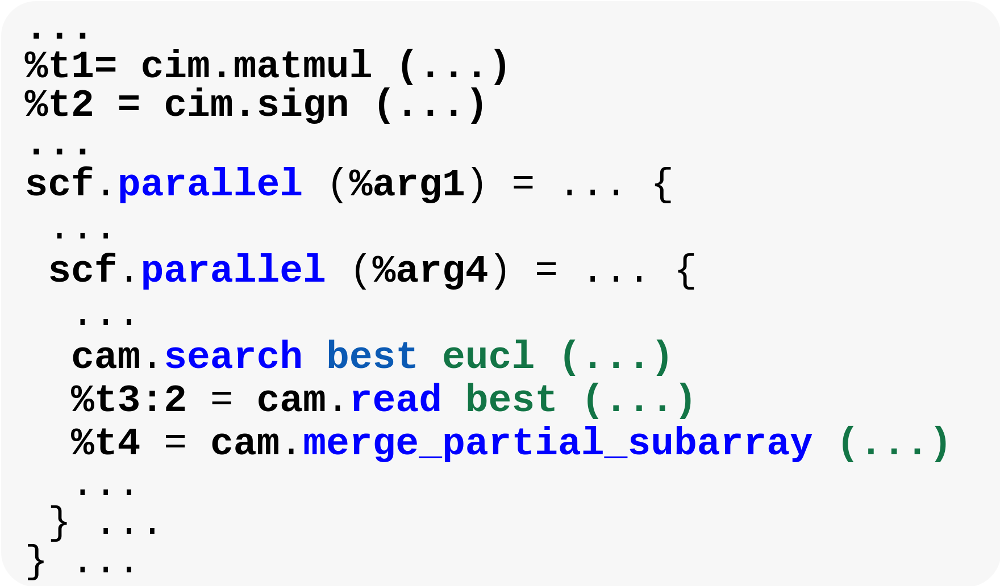 ...
%t1= cim.matmul (...)
%t2 = cim.sign (...)
...
scf.parallel (%arg1) = ... {
 ...
 scf.parallel (%arg4) = ... {
  ...
  cam.search best eucl (...)
  %t3:2 = cam.read best (...)
  %t4 = cam.merge_partial_subarray (...)
  ...
 } ...
} ...